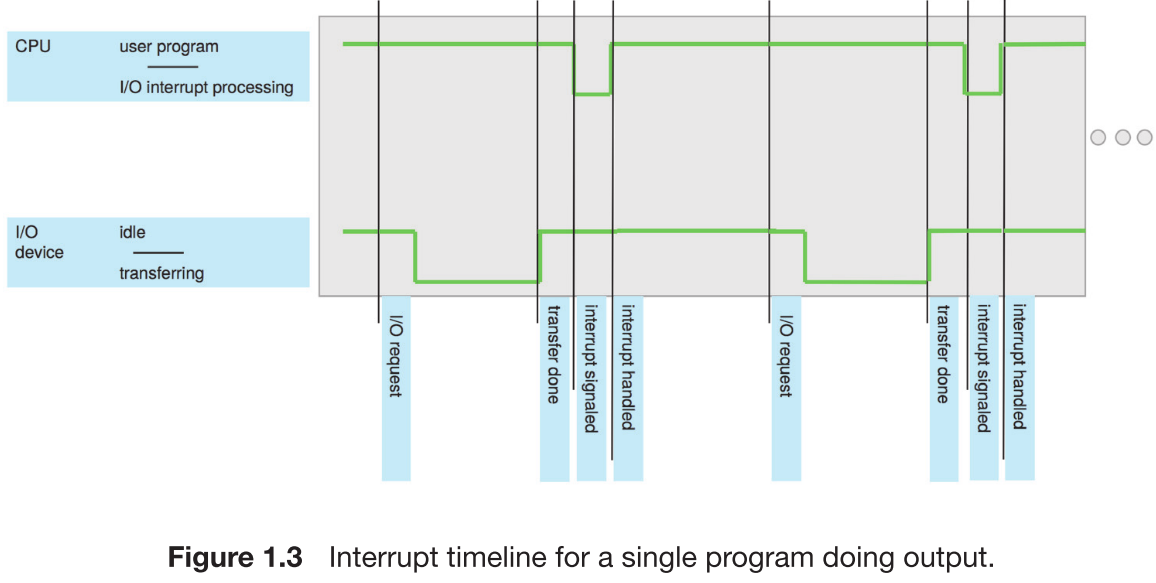 CPU
user program
I/O interrupt processing
I/O
device
idle
transferring
I/O request
transfer done
interrupt signaled
interrupt handled
I/O request
transfer done
interrupt signaled
interrupt handled
Figure 1.3 Interrupt timeline for a single program doing output.